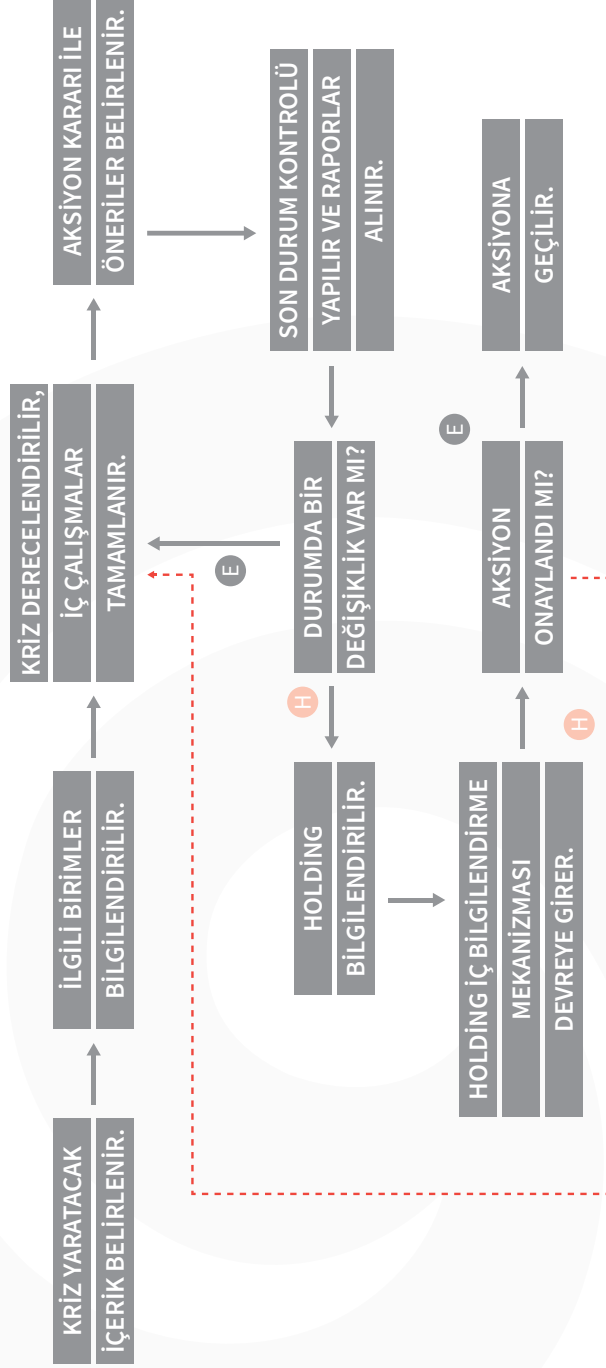 KRİZ YARATACAK
İÇERİK BELİRLENİR.
İLGİLİ BİRİMLER
BİLGİLENDİRİLİR.
KRİZ DERECELENDİRİLİR,
İÇ ÇALIŞMALAR
TAMAMLANIR.
AKSİYON KARARI İLE
ÖNERİLER BELİRLENİR.
SON DURUM KONTROLÜ
YAPILIR VE RAPORLAR
ALINIR.
DURUMDA BİR
DEĞİŞİKLİK VAR MI?
E
H
HOLDİNG
BİLGİLENDİRİLİR.
HOLDİNG İÇ BİLGİLENDİRME
MEKANİZMASI
DEVREYE GİRER.
AKSİYON
ONAYLANDI MI?
E
H
AKSİYONA
GEÇİLİR.